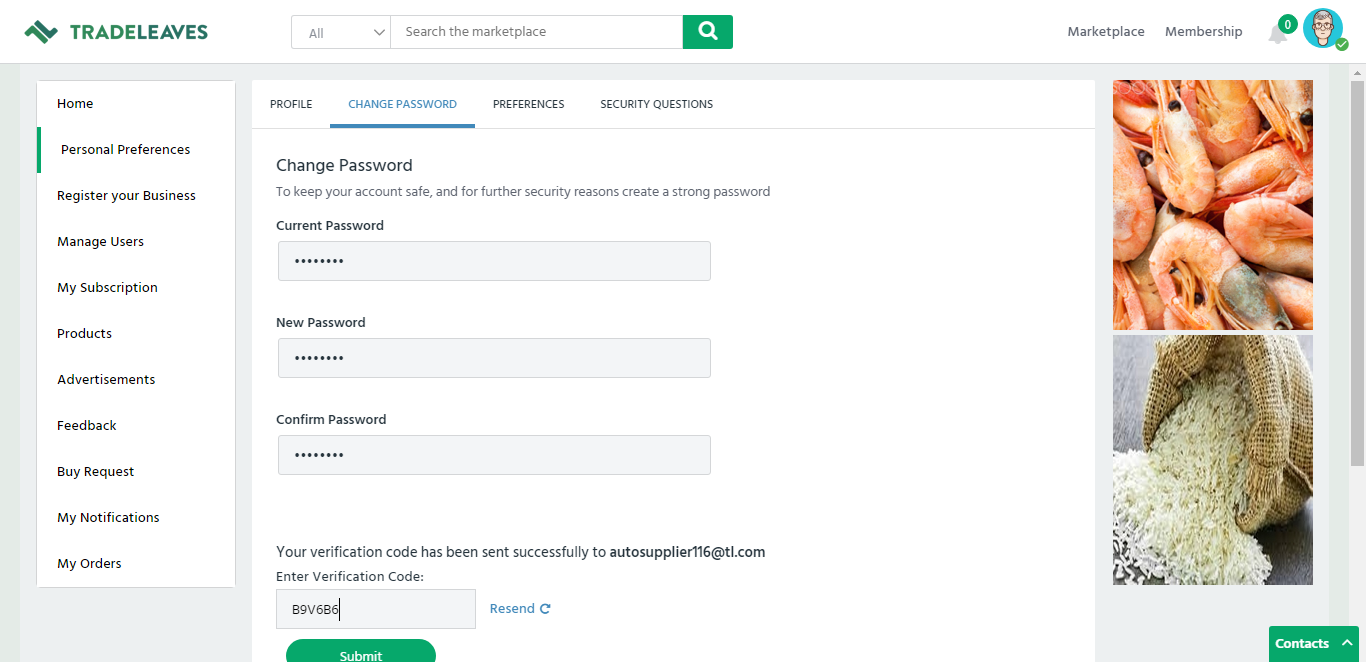 TRADELEAVES
All
Search the marketplace
Marketplace
Membership
0
Home
Personal Preferences
Register your Business
Manage Users
My Subscription
Products
Advertisements
Feedback
Buy Request
My Notifications
My Orders
PROFILE
CHANGE PASSWORD
PREFERENCES
SECURITY QUESTIONS
Change Password
To keep your account safe, and for further security reasons create a strong password
Current Password
••••••••
New Password
••••••••
Confirm Password
••••••••
Your verification code has been sent successfully to autosupplier116@tl.com
Enter Verification Code:
B9V6B6
Resend
Submit
Contacts